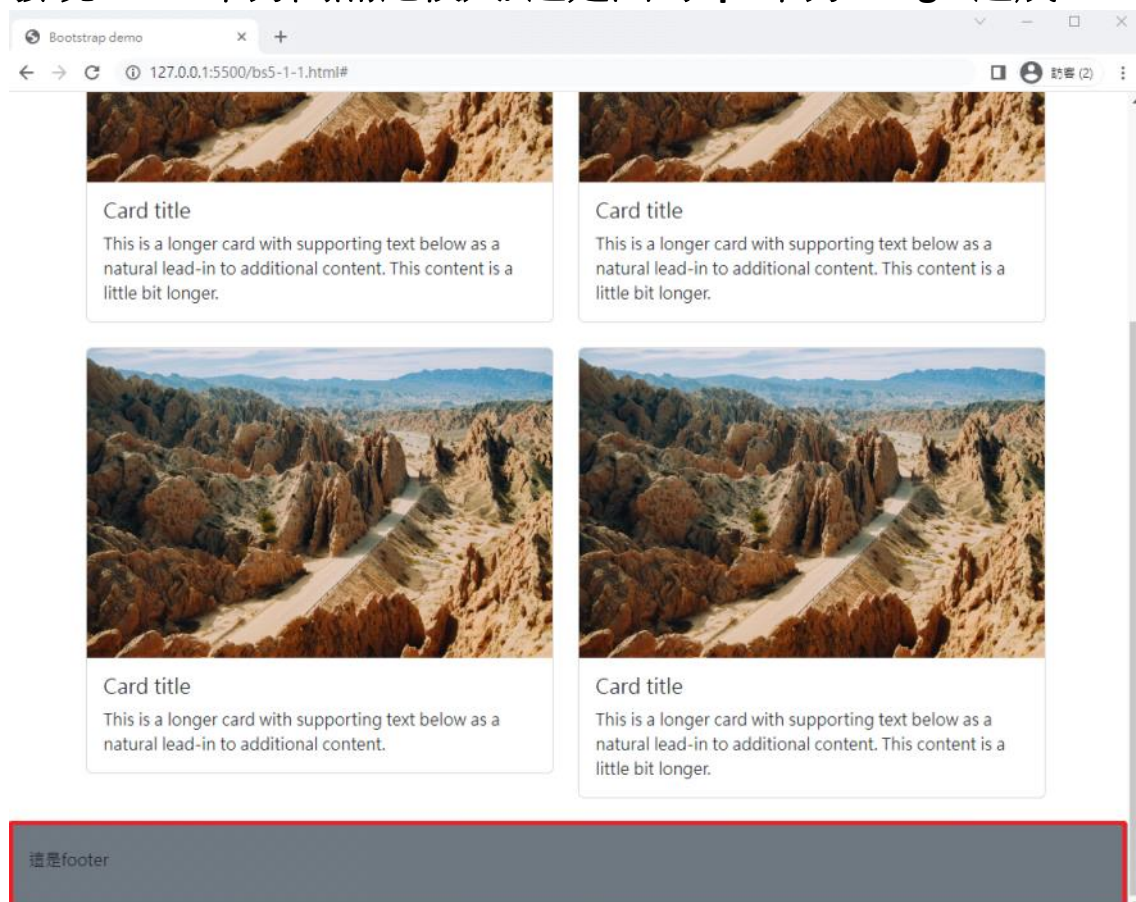 Bootstrap demo
127.0.0.1:5500/bs5-1-1.html#
訪客 (2)
Card title
This is a longer card with supporting text below as a
natural lead-in to additional content. This content is a
little bit longer.
Card title
This is a longer card with supporting text below as a
natural lead-in to additional content. This content is a
little bit longer.
Card title
This is a longer card with supporting text below as a
natural lead-in to additional content.
Card title
This is a longer card with supporting text below as a
natural lead-in to additional content. This content is a
little bit longer.
這是footer